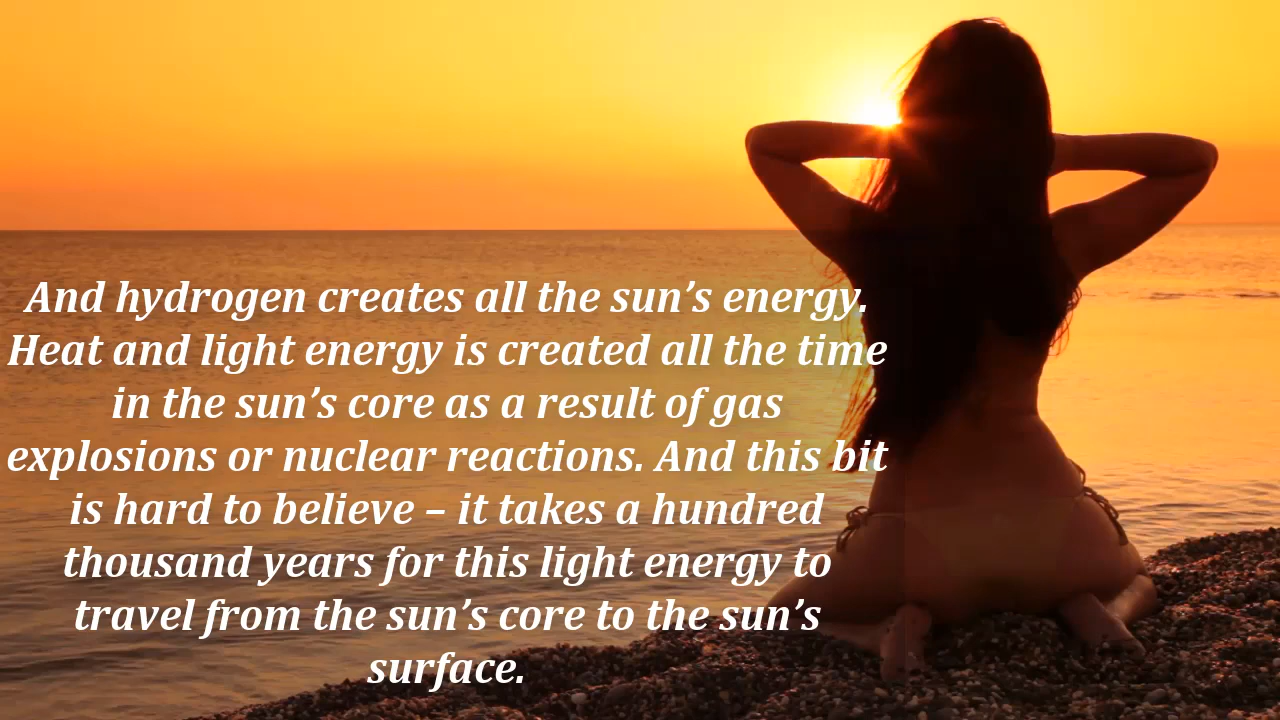 And hydrogen creates all the sun’s energy.
Heat and light energy is created all the time
in the sun’s core as a result of gas
explosions or nuclear reactions. And this bit
is hard to believe – it takes a hundred
thousand years for this light energy to
travel from the sun’s core to the sun’s
surface.